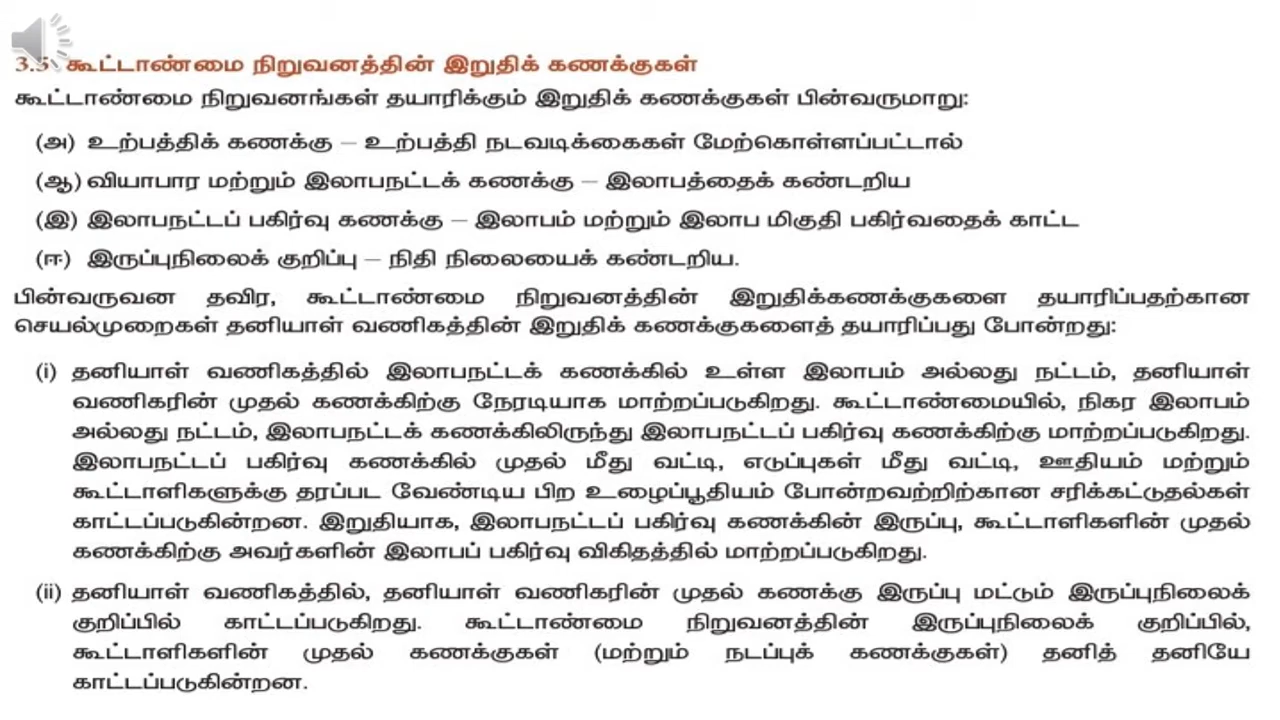 3.5 கூட்டாண்மை நிறுவனத்தின் இறுதிக் கணக்குகள்
கூட்டாண்மை நிறுவனங்கள் தயாரிக்கும் இறுதிக் கணக்குகள் பின்வருமாறு:
(அ) உற்பத்திக் கணக்கு – உற்பத்தி நடவடிக்கைகள் மேற்கொள்ளப்பட்டால்
(ஆ) வியாபார மற்றும் இலாபநட்டக் கணக்கு – இலாபத்தைக் கண்டறிய
(இ) இலாபநட்டப் பகிர்வு கணக்கு – இலாபம் மற்றும் இலாப மிகுதி பகிர்வதைக் காட்ட
(ஈ) இருப்புநிலைக் குறிப்பு – நிதி நிலையைக் கண்டறிய.
பின்வருவன தவிர, கூட்டாண்மை நிறுவனத்தின் இறுதிக்கணக்குகளை தயாரிப்பதற்கான
செயல்முறைகள் தனியாள் வணிகத்தின் இறுதிக் கணக்குகளைத் தயாரிப்பது போன்றது:
(i) தனியாள் வணிகத்தில் இலாபநட்டக் கணக்கில் உள்ள இலாபம் அல்லது நட்டம், தனியாள்
வணிகரின் முதல் கணக்கிற்கு நேரடியாக மாற்றப்படுகிறது. கூட்டாண்மையில், நிகர இலாபம்
அல்லது நட்டம், இலாபநட்டக் கணக்கிலிருந்து இலாபநட்டப் பகிர்வு கணக்கிற்கு மாற்றப்படுகிறது.
இலாபநட்டப் பகிர்வு கணக்கில் முதல் மீது வட்டி, எடுப்புகள் மீது வட்டி, ஊதியம் மற்றும்
கூட்டாளிகளுக்கு தரப்பட வேண்டிய பிற உழைப்பூதியம் போன்றவற்றிற்கான சரிக்கட்டுதல்கள்
காட்டப்படுகின்றன. இறுதியாக, இலாபநட்டப் பகிர்வு கணக்கின் இருப்பு, கூட்டாளிகளின் முதல்
கணக்கிற்கு அவர்களின் இலாபப் பகிர்வு விகிதத்தில் மாற்றப்படுகிறது.
(ii) தனியாள் வணிகத்தில், தனியாள் வணிகரின் முதல் கணக்கு இருப்பு மட்டும் இருப்புநிலைக்
குறிப்பில் காட்டப்படுகிறது. கூட்டாண்மை நிறுவனத்தின் இருப்புநிலைக் குறிப்பில்,
கூட்டாளிகளின் முதல் கணக்குகள் (மற்றும் நடப்புக் கணக்குகள்) தனித் தனியே
காட்டப்படுகின்றன.